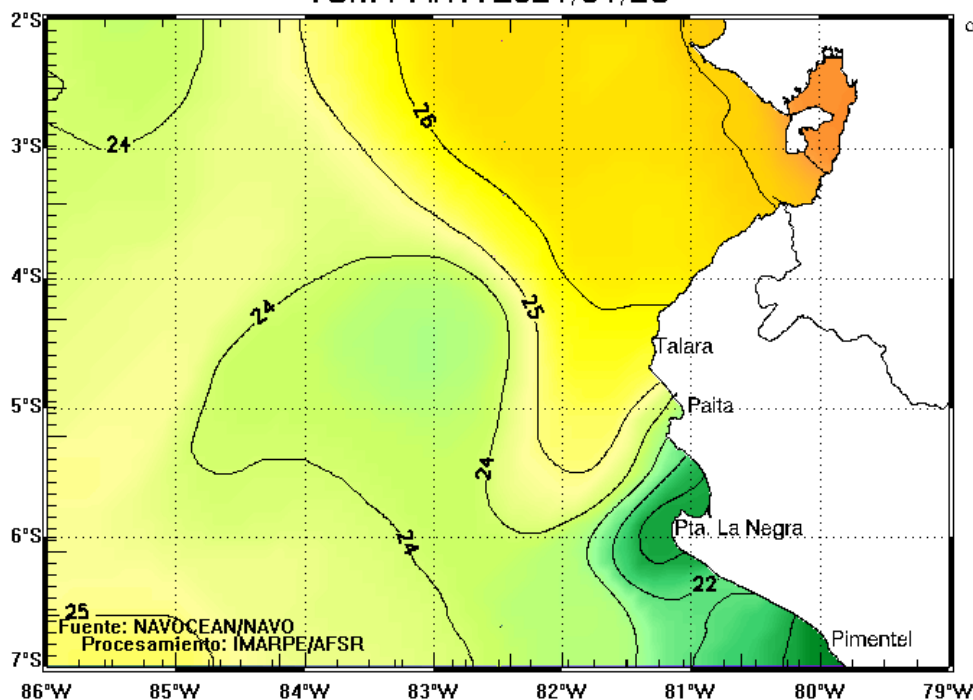 2°S
3°S
4°S
5°S
6°S
7°S
86°W
85°W
84°W
83°W
82°W
81°W
80°W
79°W
24
26
25
24
24
24
22
25
Talara
Paita
Pta. La Negra
Pimentel
Fuente: NAVOCEAN/NAVO
Procesamiento: IMARPE/AFSR